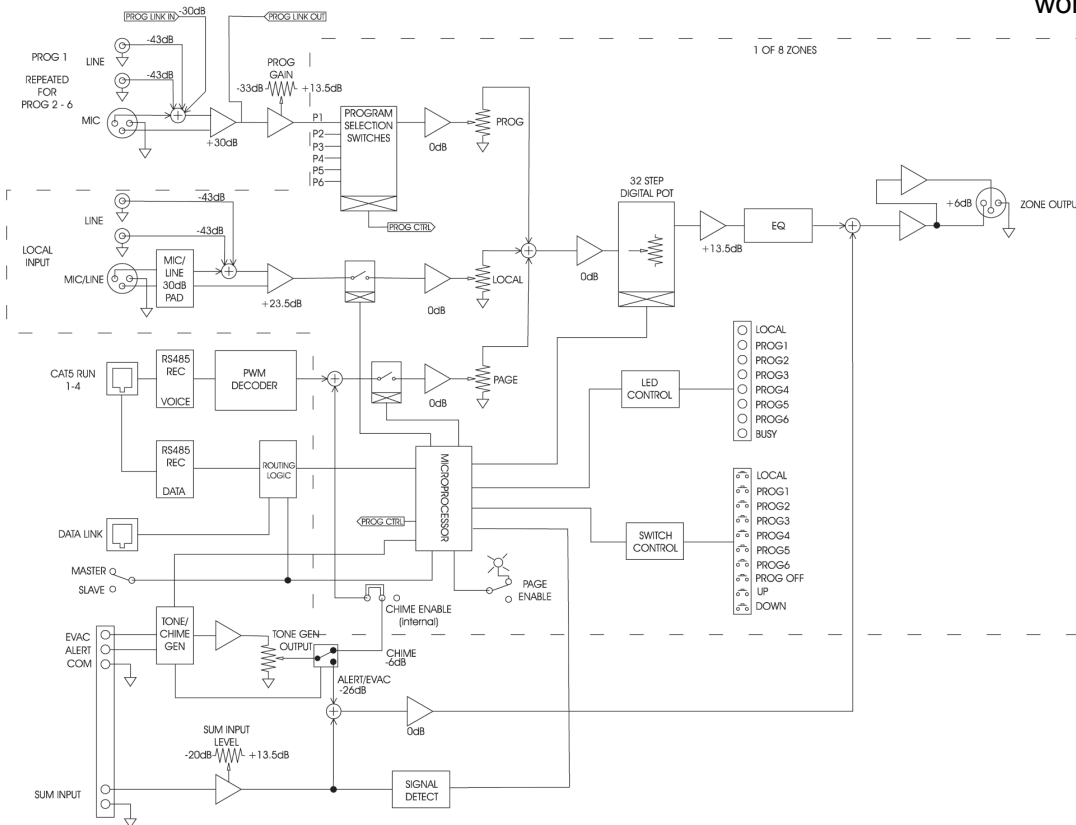 WOR
PROG LINK IN
-30dB
PROG LINK OUT
PROG 1
REPEATED
FOR
PROG 2 - 6
LINE
-43dB
-43dB
MIC
+30dB
PROG
GAIN
-33dB
+13.5dB
1 OF 8 ZONES
P1
P2
P3
P4
P5
P6
PROGRAM
SELECTION
SWITCHES
PROG CTRL
0dB
PROG
LOCAL
INPUT
LINE
-43dB
-43dB
MIC/LINE
MIC/
LINE
30dB
PAD
+23.5dB
0dB
LOCAL
0dB
32 STEP
DIGITAL POT
+13.5dB
EQ
+6dB
ZONE OUTPU
CAT5 RUN
1-4
RS485
REC
VOICE
PWM
DECODER
0dB
PAGE
RS485
REC
DATA
ROUTING
LOGIC
MICROPROCESSOR
DATA LINK
PROG CTRL
MASTER
SLAVE
LED
CONTROL
LOCAL
PROG1
PROG2
PROG3
PROG4
PROG5
PROG6
BUSY
SWITCH
CONTROL
LOCAL
PROG1
PROG2
PROG3
PROG4
PROG5
PROG6
PROG OFF
UP
DOWN
PAGE
ENABLE
CHIME ENABLE
(internal)
EVAC
ALERT
COM
TONE/
CHIME
GEN
TONE GEN
OUTPUT
CHIME
-6dB
ALERT/EVAC
-26dB
0dB
SUM INPUT
LEVEL
-20dB
+13.5dB
SUM INPUT
SIGNAL
DETECT